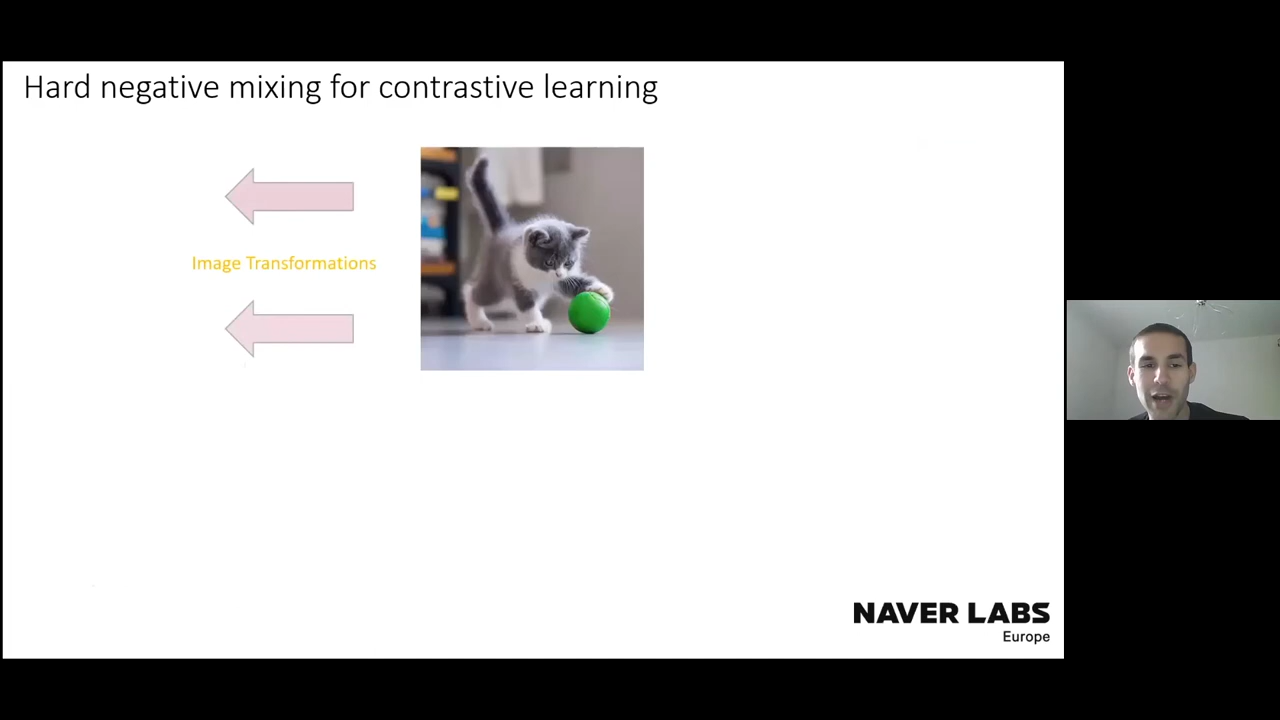 Hard negative mixing for contrastive learning
Image Transformations
NAVER LABS
Europe